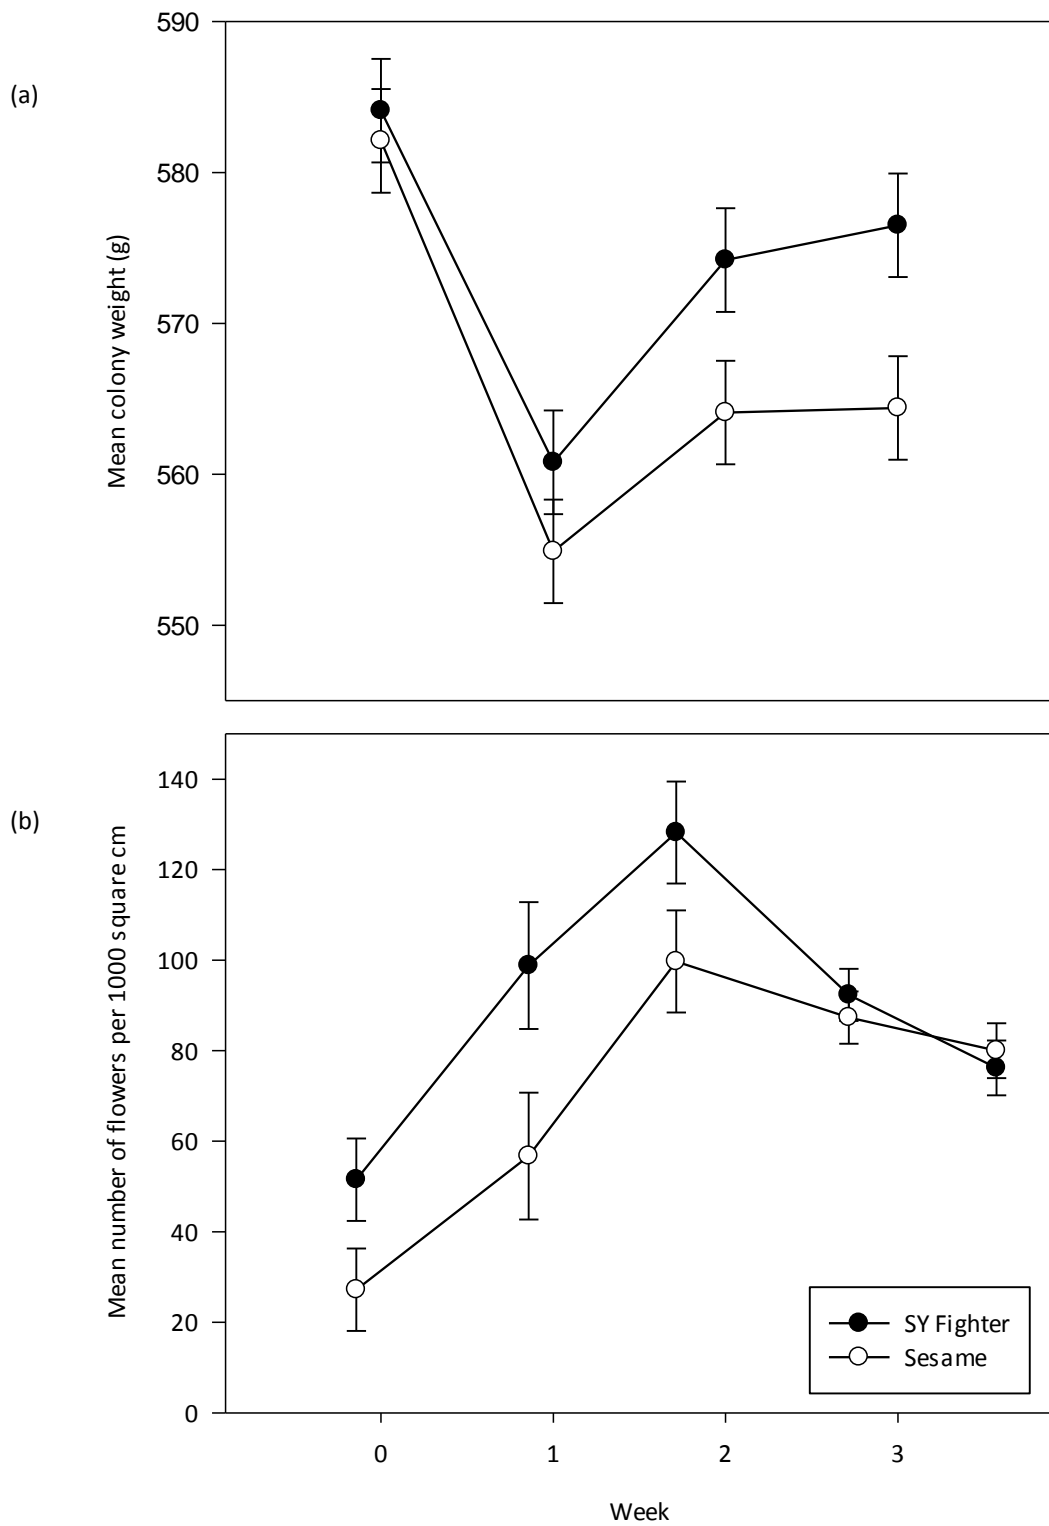 (a)
Mean colony weight (g)
590
580
570
560
550
(b)
Mean number of flowers per 1000 square cm
140
120
100
80
60
40
20
0
SY Fighter
Sesame
0 1 2 3
Week